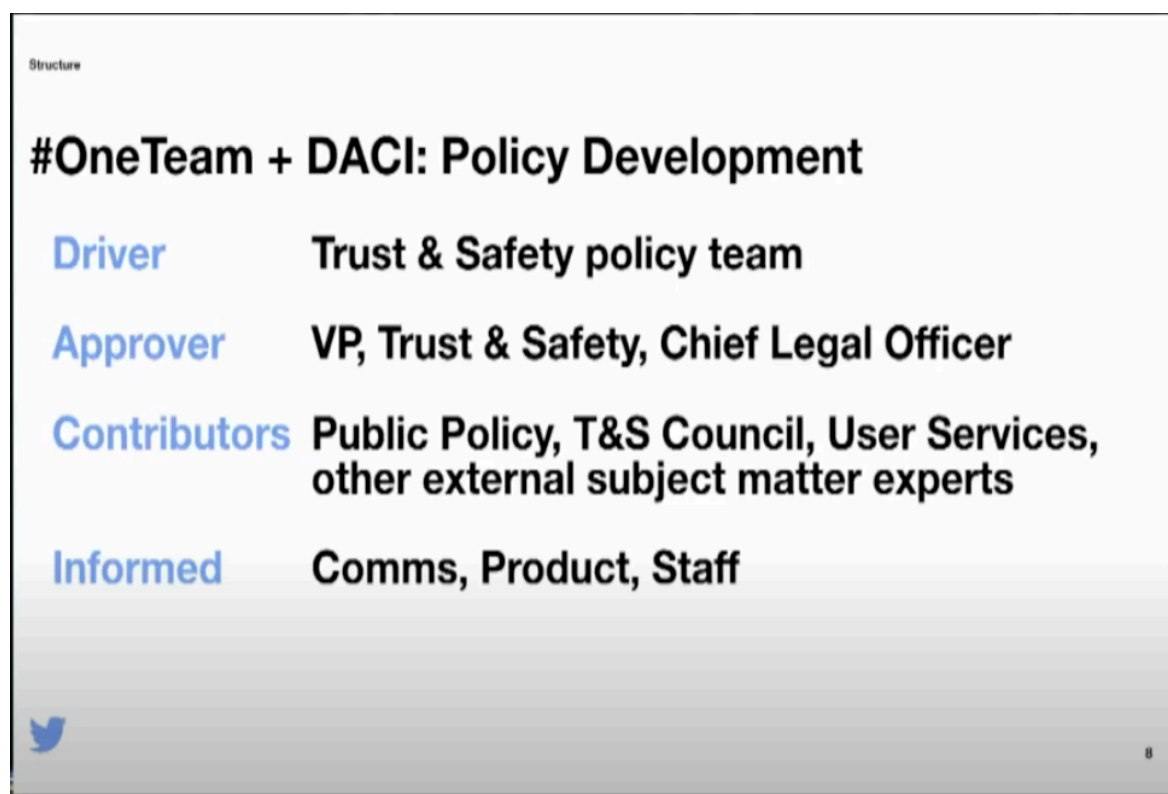 Structure
#OneTeam + DACI: Policy Development
Driver Trust & Safety policy team
Approver VP, Trust & Safety, Chief Legal Officer
Contributors Public Policy, T&S Council, User Services,
other external subject matter experts
Informed Comms, Product, Staff
8